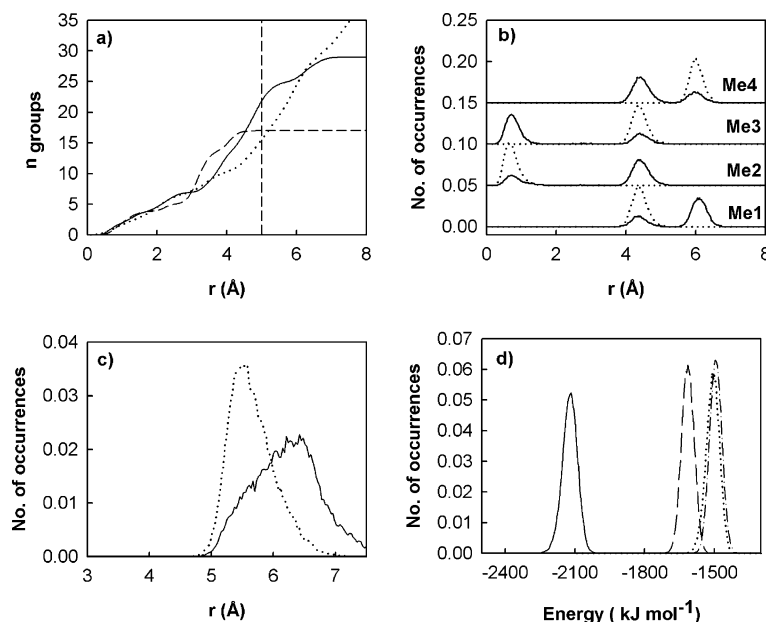 a)
35
30
25
20
15
10
5
0
n groups
0 2 4 6 8
r (Å)
b)
0.25
0.20
0.15
0.10
0.05
0.00
No. of occurrences
Me4
Me3
Me2
Me1
0 2 4 6 8
r (Å)
c)
0.04
0.03
0.02
0.01
0.00
No. of occurrences
3 4 5 6 7
r (Å)
d)
0.07
0.06
0.05
0.04
0.03
0.02
0.01
0.00
No. of occurrences
-2400 -2100 -1800 -1500
Energy ( kJ mol⁻¹)